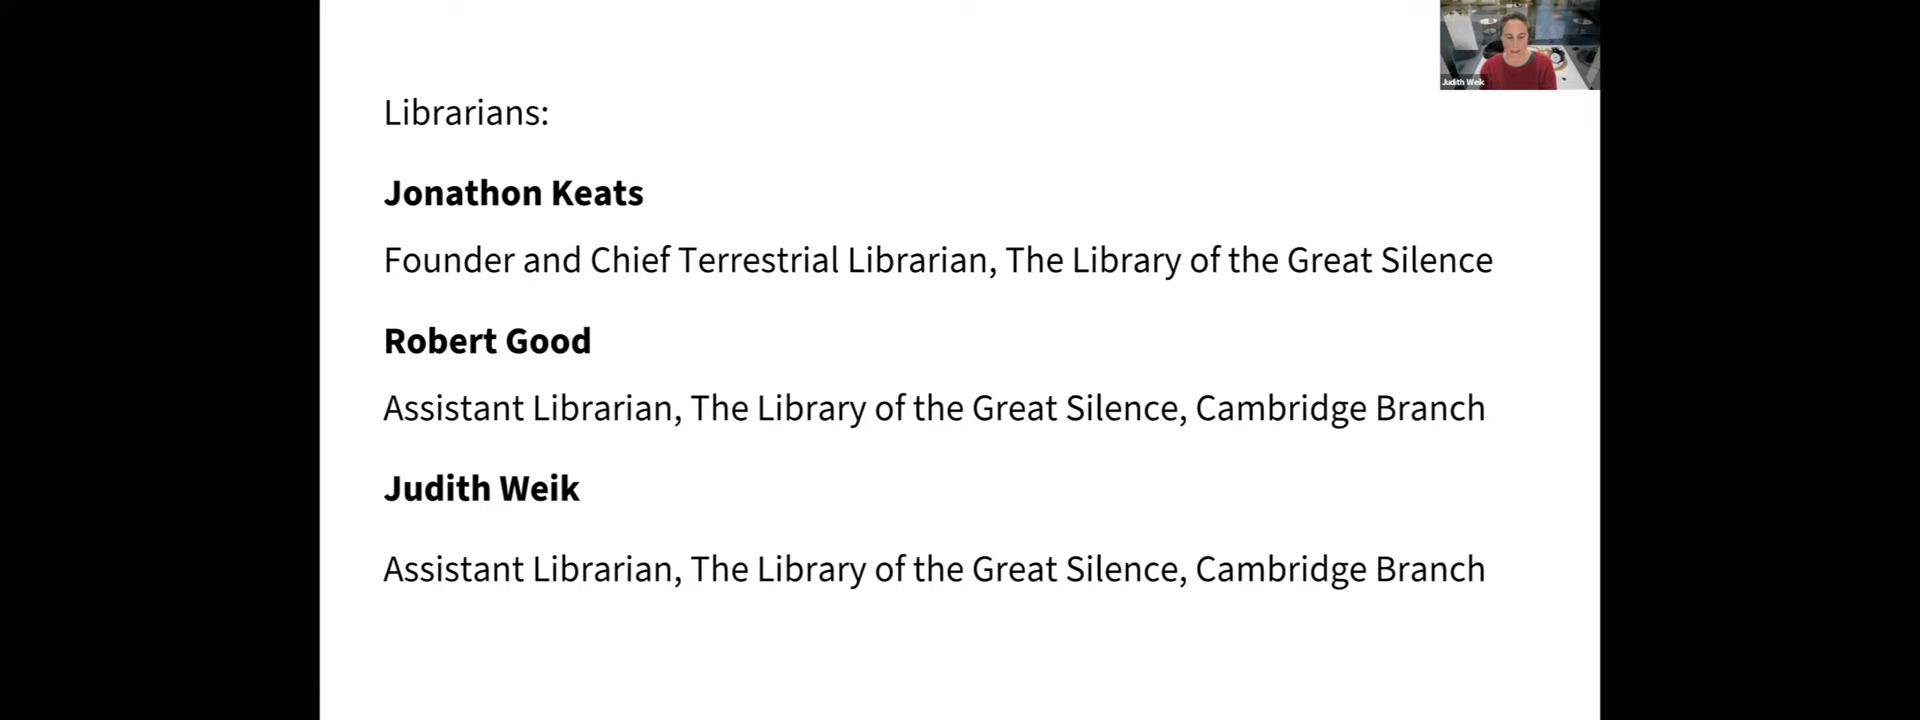 Judith Weik
Librarians:
Jonathon Keats
Founder and Chief Terrestrial Librarian, The Library of the Great Silence
Robert Good
Assistant Librarian, The Library of the Great Silence, Cambridge Branch
Judith Weik
Assistant Librarian, The Library of the Great Silence, Cambridge Branch